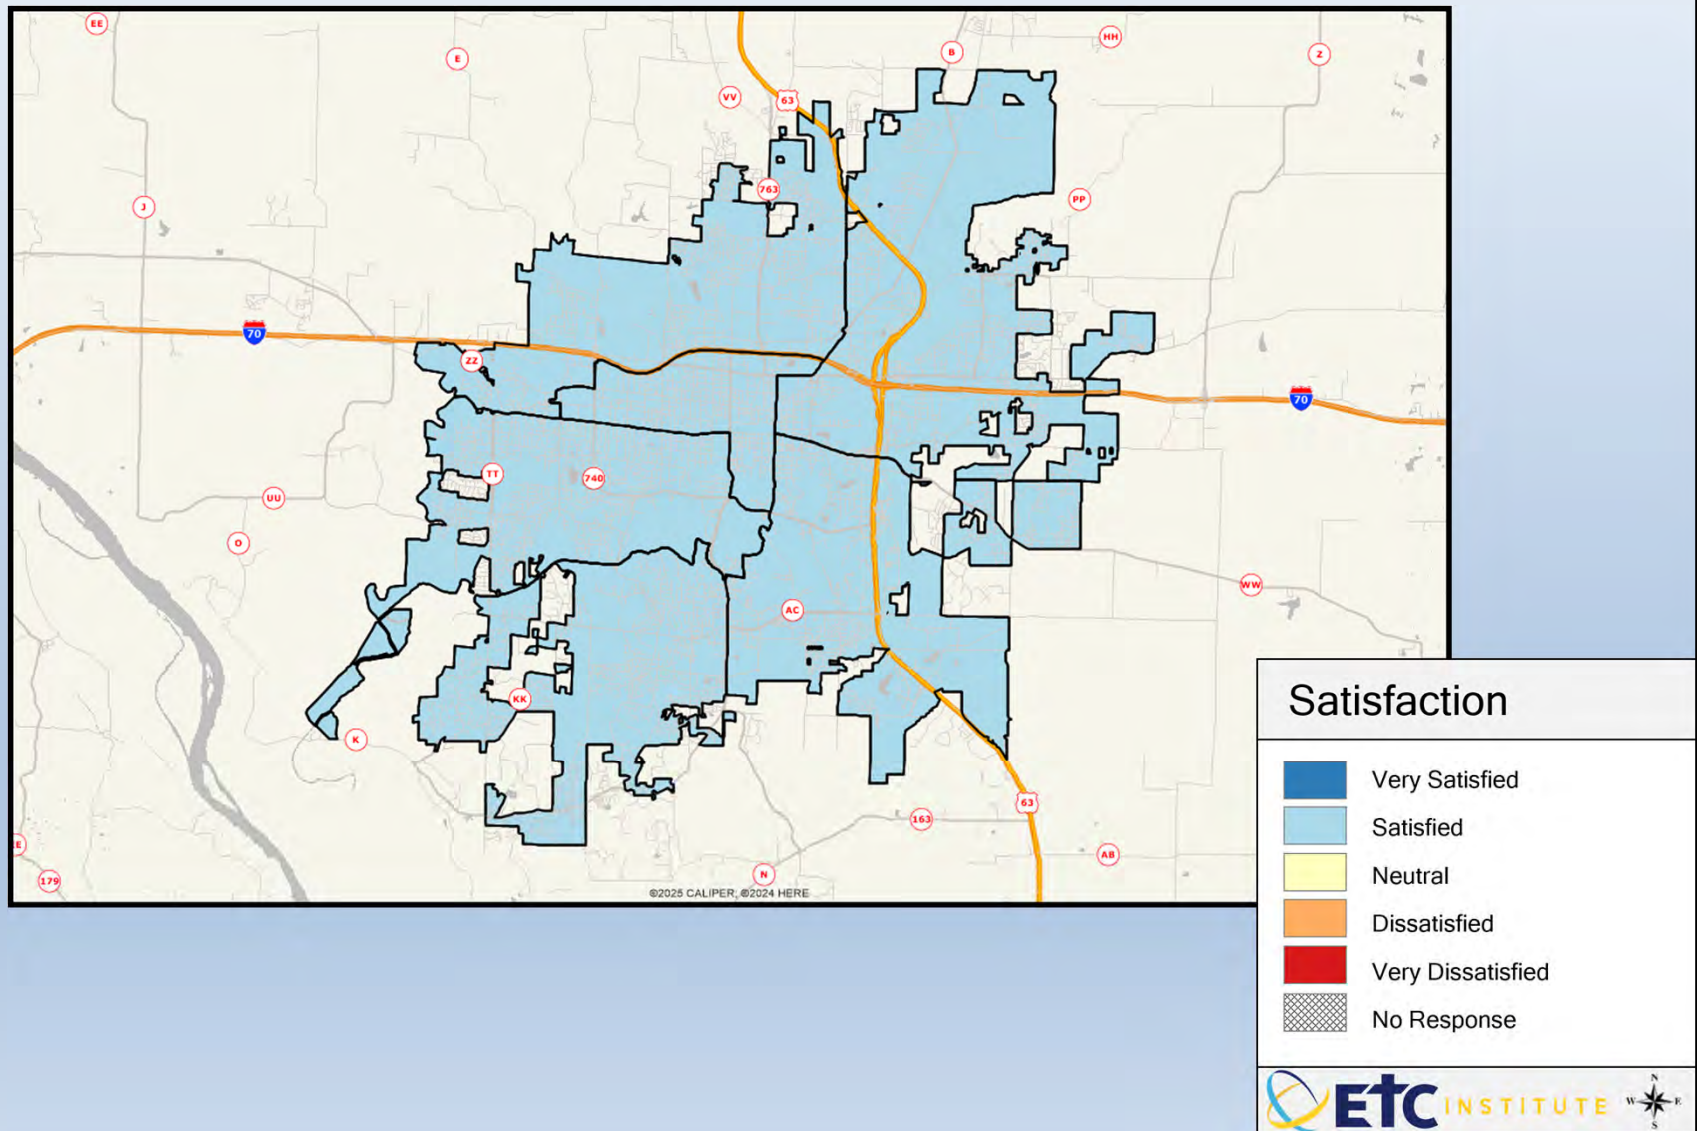 EE
E
B
HH
Z
VV
63
763
J
PP
70
ZZ
70
TT
740
UU
O
WW
AC
KK
K
63
163
EE
AB
179
N
©2025 CALIPER; ©2024 HERE
Satisfaction
Very Satisfied
Satisfied
Neutral
Dissatisfied
Very Dissatisfied
No Response
N
W E
S
ETC INSTITUTE